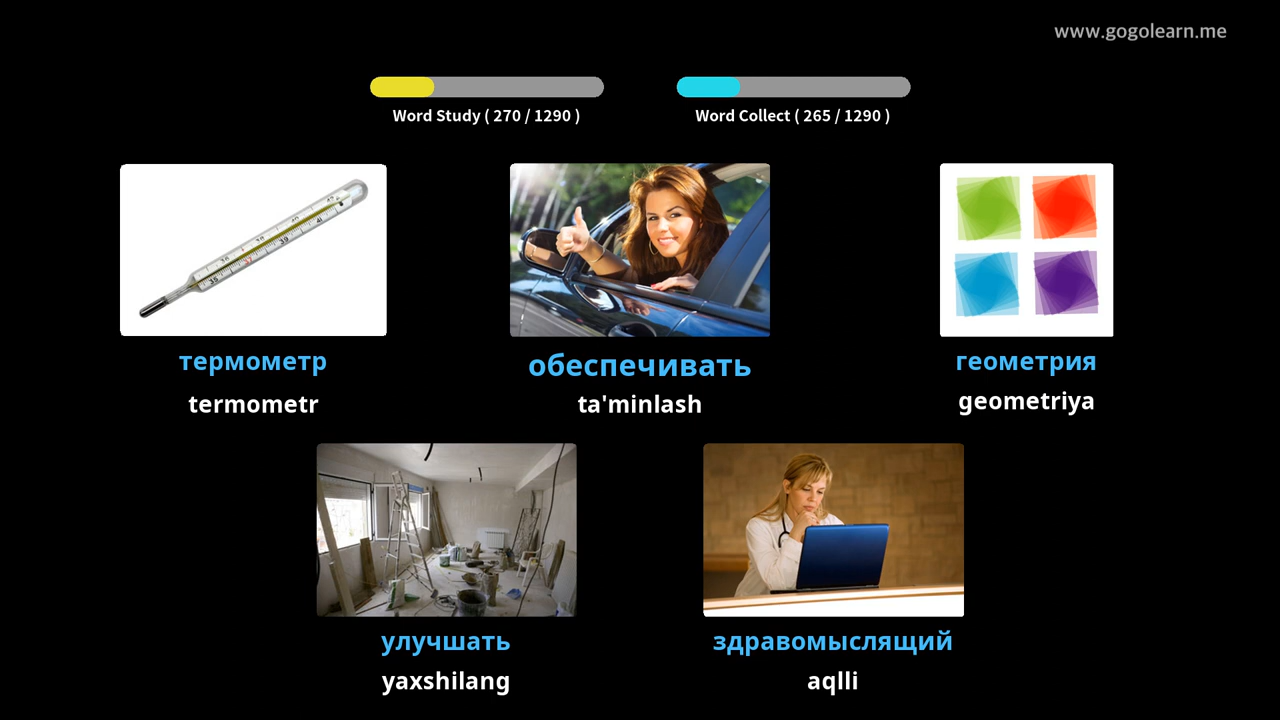 www.gogolearn.me
Word Study ( 270 / 1290 )
Word Collect ( 265 / 1290 )
термометр
termometr
обеспечивать
ta'minlash
геометрия
geometriya
улучшать
yaxshilang
здравомыслящий
aqlli